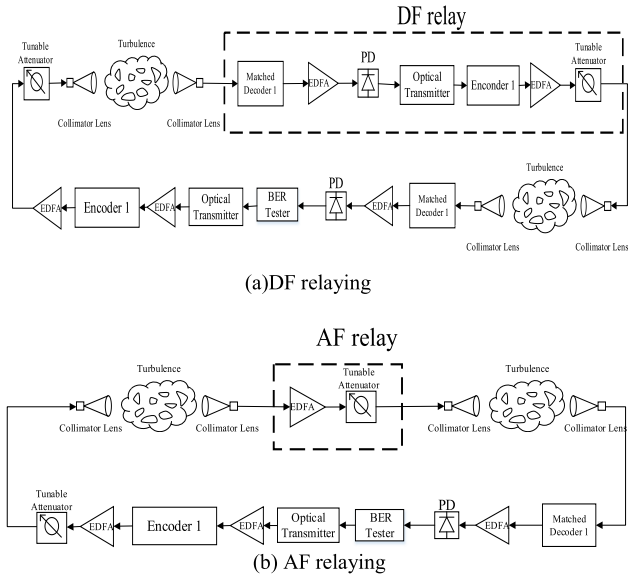 DF relay
Tunable
Attenuator
Turbulence
Collimator Lens
Collimator Lens
Matched
Decoder 1
EDFA
PD
Optical
Transmitter
Enconder 1
EDFA
Tunable
Attenuator
EDFA
Encoder 1
EDFA
Optical
Transmitter
BER
Tester
PD
EDFA
Matched
Decoder 1
Turbulence
Collimator Lens
Collimator Lens
(a)DF relaying
AF relay
Turbulence
Collimator Lens
Collimator Lens
EDFA
Tunable
Attenuator
Turbulence
Collimator Lens
Collimator Lens
Tunable
Attenuator
EDFA
Encoder 1
EDFA
Optical
Transmitter
BER
Tester
PD
EDFA
Matched
Decoder 1
(b) AF relaying